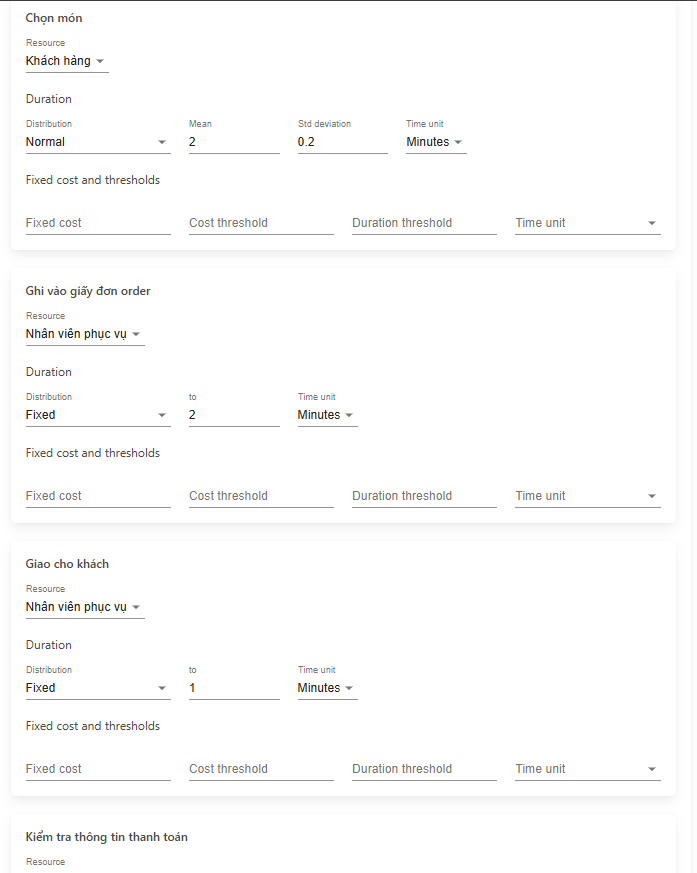 Chọn món
Resource
Khách hàng
Duration
Distribution Mean Std deviation Time unit
Normal 2 0.2 Minutes
Fixed cost and thresholds
Fixed cost Cost threshold Duration threshold Time unit
Ghi vào giấy đơn order
Resource
Nhân viên phục vụ
Duration
Distribution to Time unit
Fixed 2 Minutes
Fixed cost and thresholds
Fixed cost Cost threshold Duration threshold Time unit
Giao cho khách
Resource
Nhân viên phục vụ
Duration
Distribution to Time unit
Fixed 1 Minutes
Fixed cost and thresholds
Fixed cost Cost threshold Duration threshold Time unit
Kiểm tra thông tin thanh toán
Resource